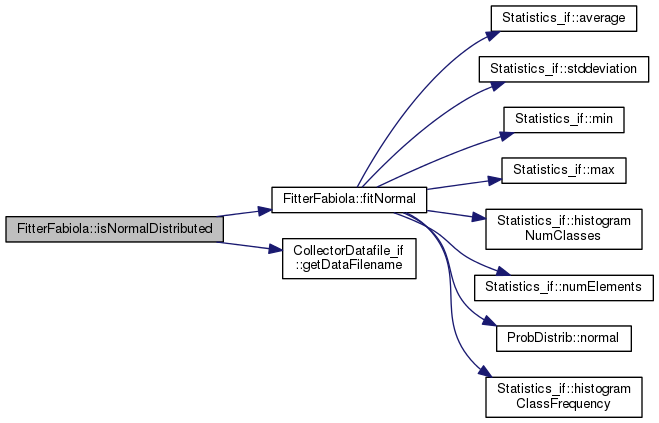 Statistics_if::average
Statistics_if::stddeviation
Statistics_if::min
Statistics_if::max
FitterFabiola::fitNormal
Statistics_if::histogram
NumClasses
FitterFabiola::isNormalDistributed
CollectorDatafile_if
::getDataFilename
Statistics_if::numElements
ProbDistrib::normal
Statistics_if::histogram
ClassFrequency